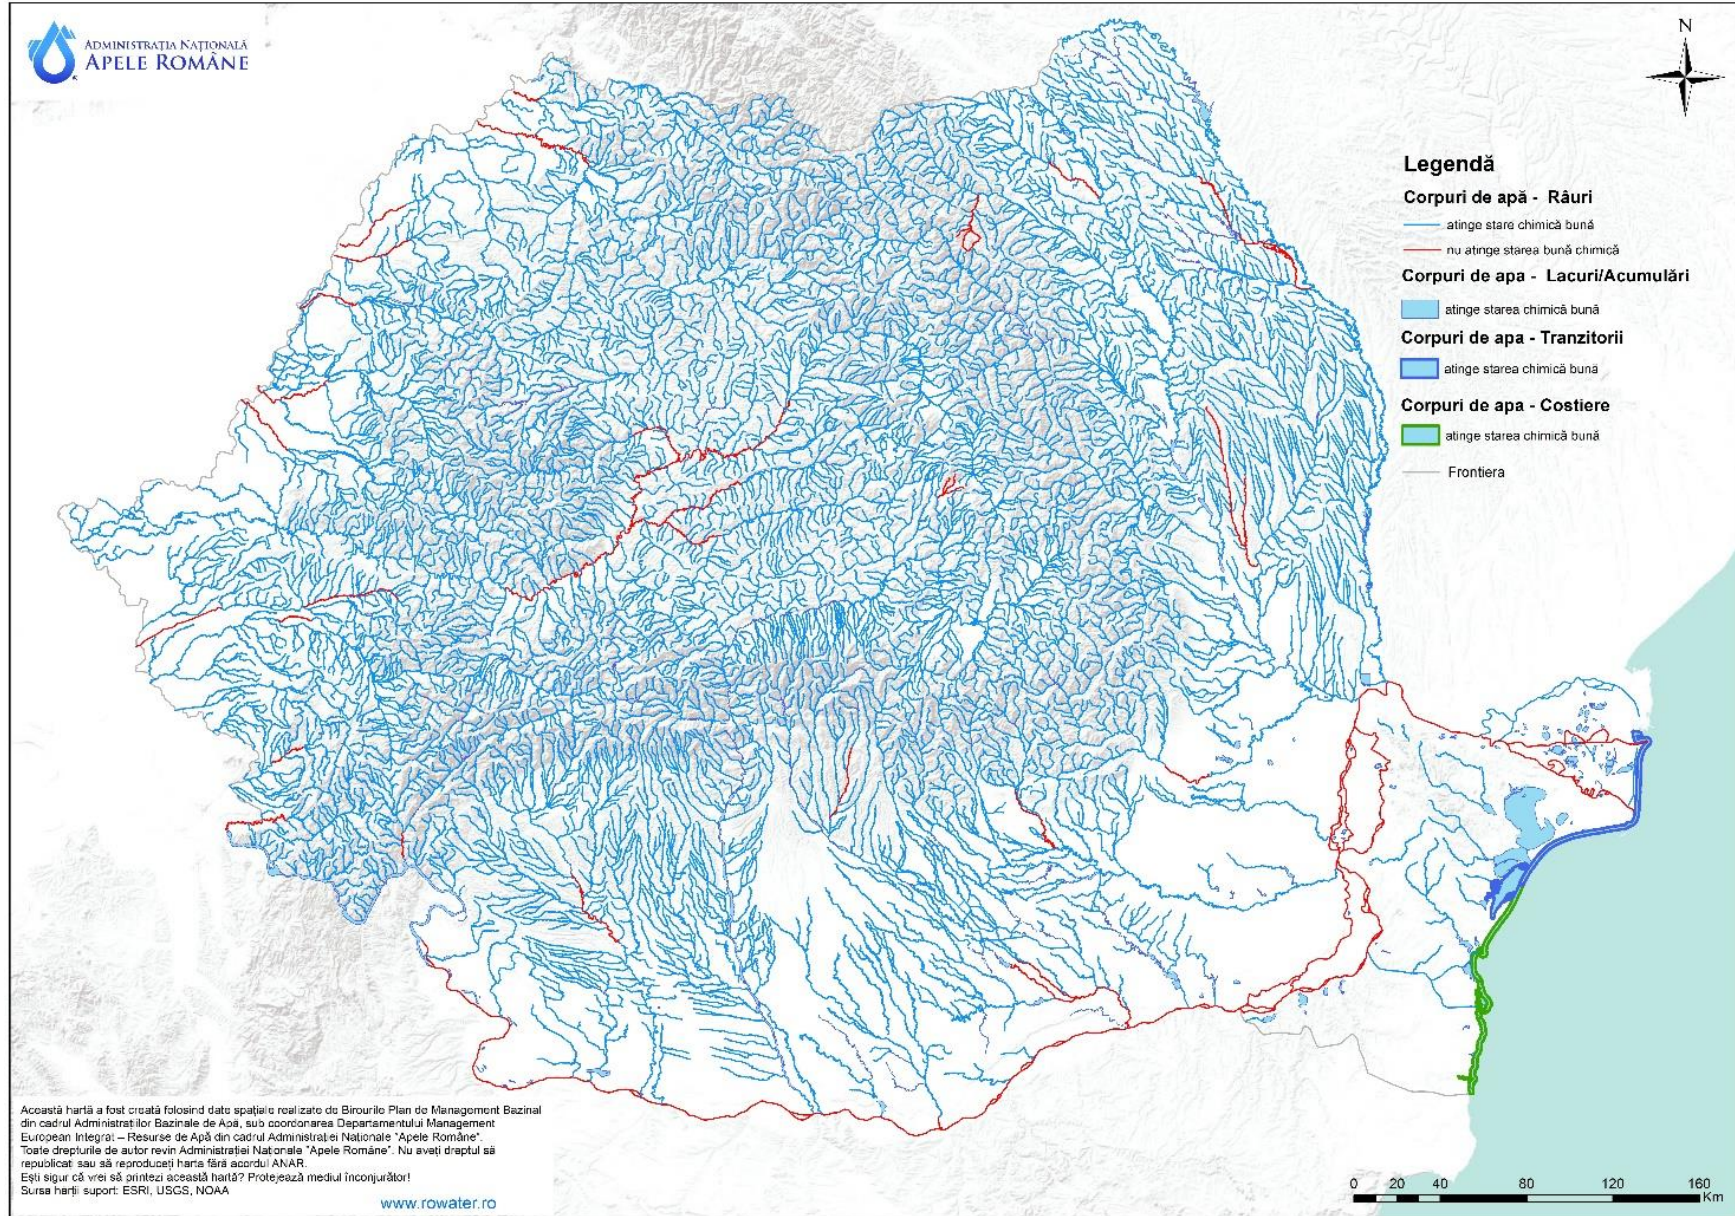 ADMINISTRAȚIA NAȚIONALĂ
APELE ROMÂNE
N
Legendă
Corpuri de apă - Râuri
atinge stare chimică bună
nu atinge starea bună chimică
Corpuri de apa - Lacuri/Acumulări
atinge starea chimică bună
Corpuri de apa - Tranzitorii
atinge starea chimică bună
Corpuri de apa - Costiere
atinge starea chimică bună
Frontiera
Această hartă a fost creată folosind date spațiale realizate de Birourile Plan de Management Bazinal
din cadrul Administrațiilor Bazinale de Apă, sub coordonarea Departamentului Management
European Integrat – Resurse de Apă din cadrul Administrației Naționale "Apele Române".
Toate drepturile de autor revin Administrației Naționale "Apele Române". Nu aveți dreptul să
republicați sau să reproduceți harta fără acordul ANAR.
Ești sigur că vrei să printezi această hartă? Protejează mediul înconjurător!
Sursa hărții suport: ESRI, USGS, NOAA
www.rowater.ro
0 20 40 80 120 160
Km